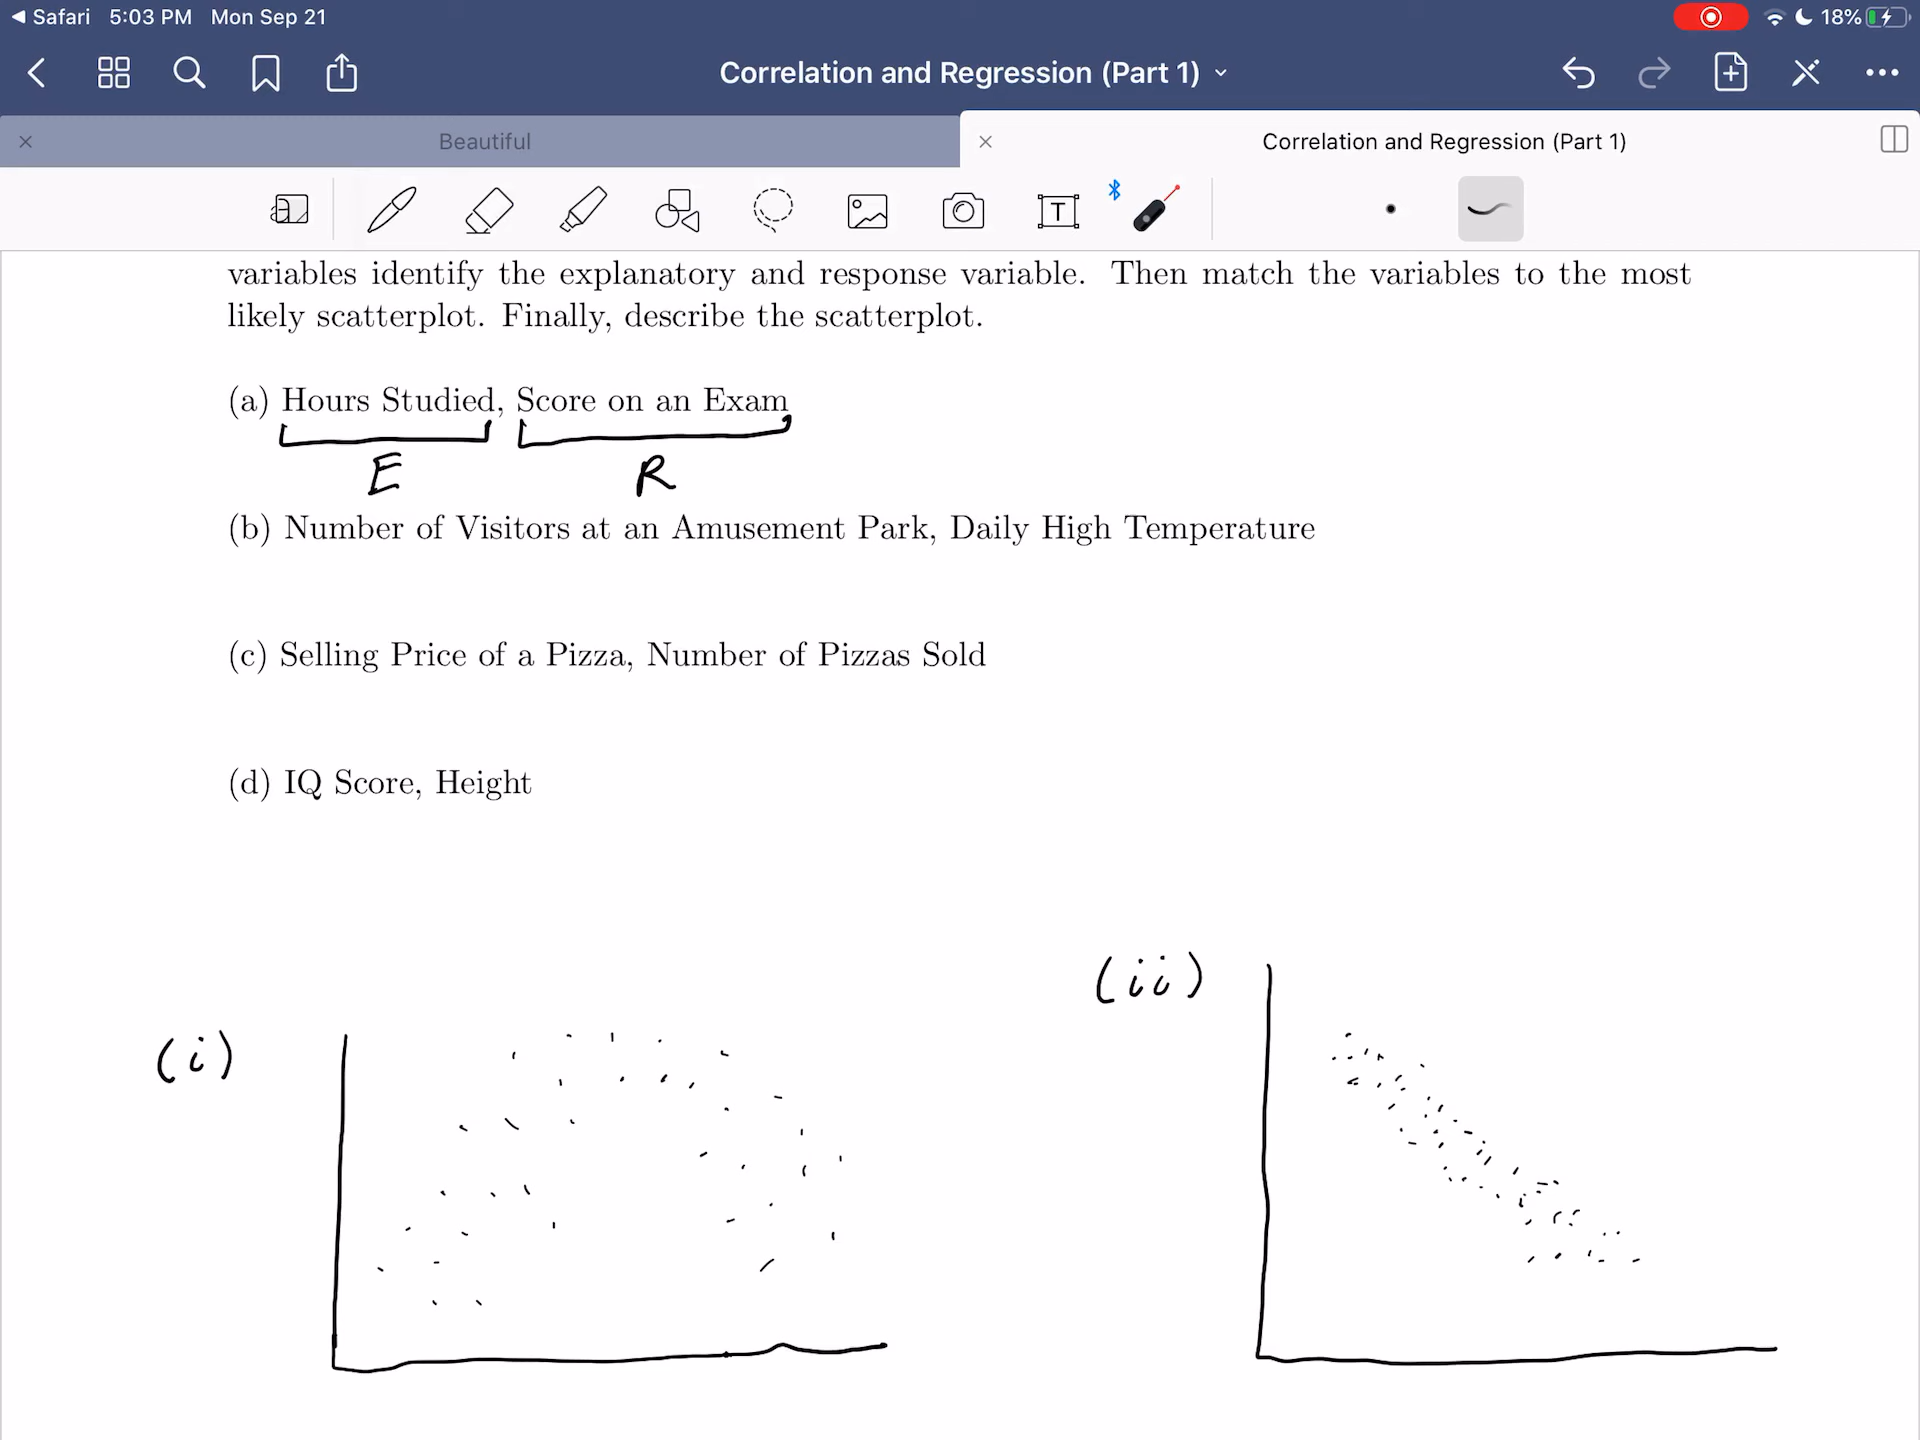 Safari 5:03 PM Mon Sep 21 18%
Correlation and Regression (Part 1)
Beautiful
Correlation and Regression (Part 1)
a
T
variables identify the explanatory and response variable. Then match the variables to the most
likely scatterplot. Finally, describe the scatterplot.
(a) Hours Studied, Score on an Exam
E R
(b) Number of Visitors at an Amusement Park, Daily High Temperature
(c) Selling Price of a Pizza, Number of Pizzas Sold
(d) IQ Score, Height
(i)
(ii)